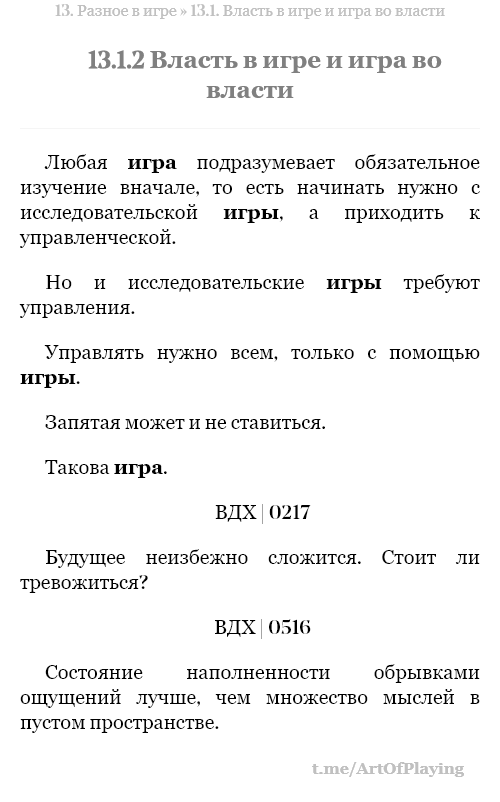 13. Разное в игре » 13.1. Власть в игре и игра во власти
13.1.2 Власть в игре и игра во
власти
Любая игра подразумевает обязательное
изучение вначале, то есть начинать нужно с
исследовательской игры, а приходить к
управленческой.
Но и исследовательские игры требуют
управления.
Управлять нужно всем, только с помощью
игры.
Запятая может и не ставиться.
Такова игра.
ВДХ | 0217
Будущее неизбежно сложится. Стоит ли
тревожиться?
ВДХ | 0316
Состояние наполненности обрывками
ощущений лучше, чем множество мыслей в
пустом пространстве.
t.me/ArtOfPlaying